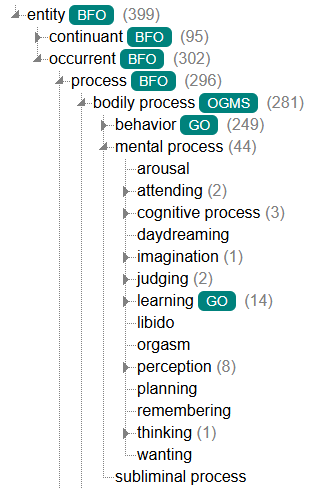 entity BFO (399)
continuant BFO (95)
occurrent BFO (302)
process BFO (296)
bodily process OGMS (281)
behavior GO (249)
mental process (44)
arousal
attending (2)
cognitive process (3)
daydreaming
imagination (1)
judging (2)
learning GO (14)
libido
orgasm
perception (8)
planning
remembering
thinking (1)
wanting
subliminal process